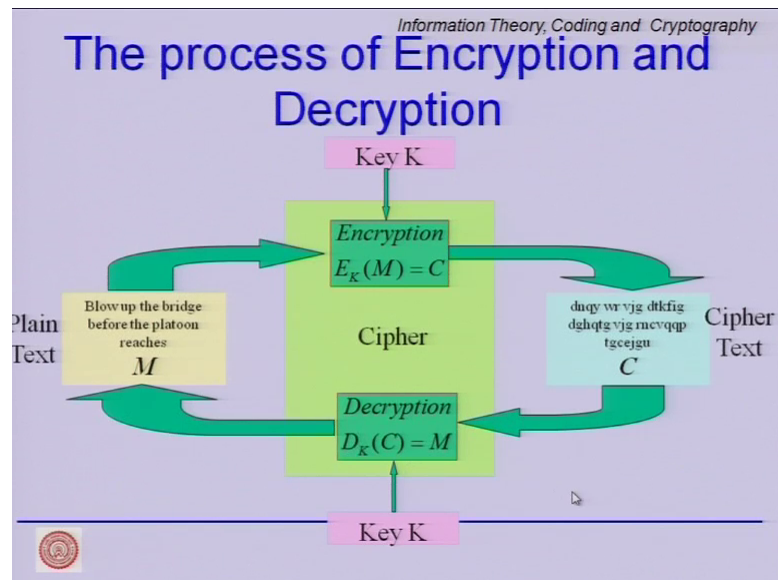 Information Theory, Coding and Cryptography
The process of Encryption and
Decryption
Key K
Encryption
E_K (M) = C
Plain
Text
Blow up the bridge
before the platoon
reaches
M
Cipher
dnqy wr vjg dtkfig
dghqtg vjg rncvqqp
tgcejgu
C
Cipher
Text
Decryption
D_K (C) = M
Key K